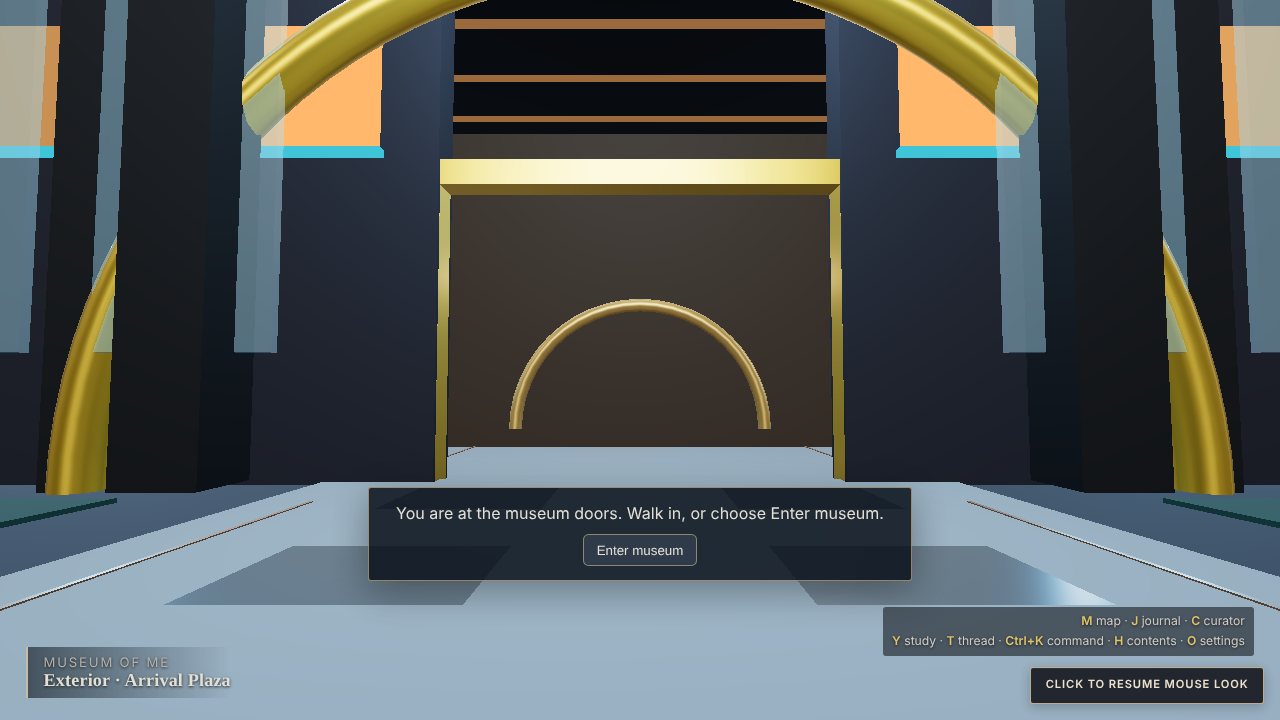 You are at the museum doors. Walk in, or choose Enter museum.
Enter museum
M map · J journal · C curator
Y study · T thread · Ctrl+K command · H contents · O settings
MUSEUM OF ME
Exterior · Arrival Plaza
CLICK TO RESUME MOUSE LOOK